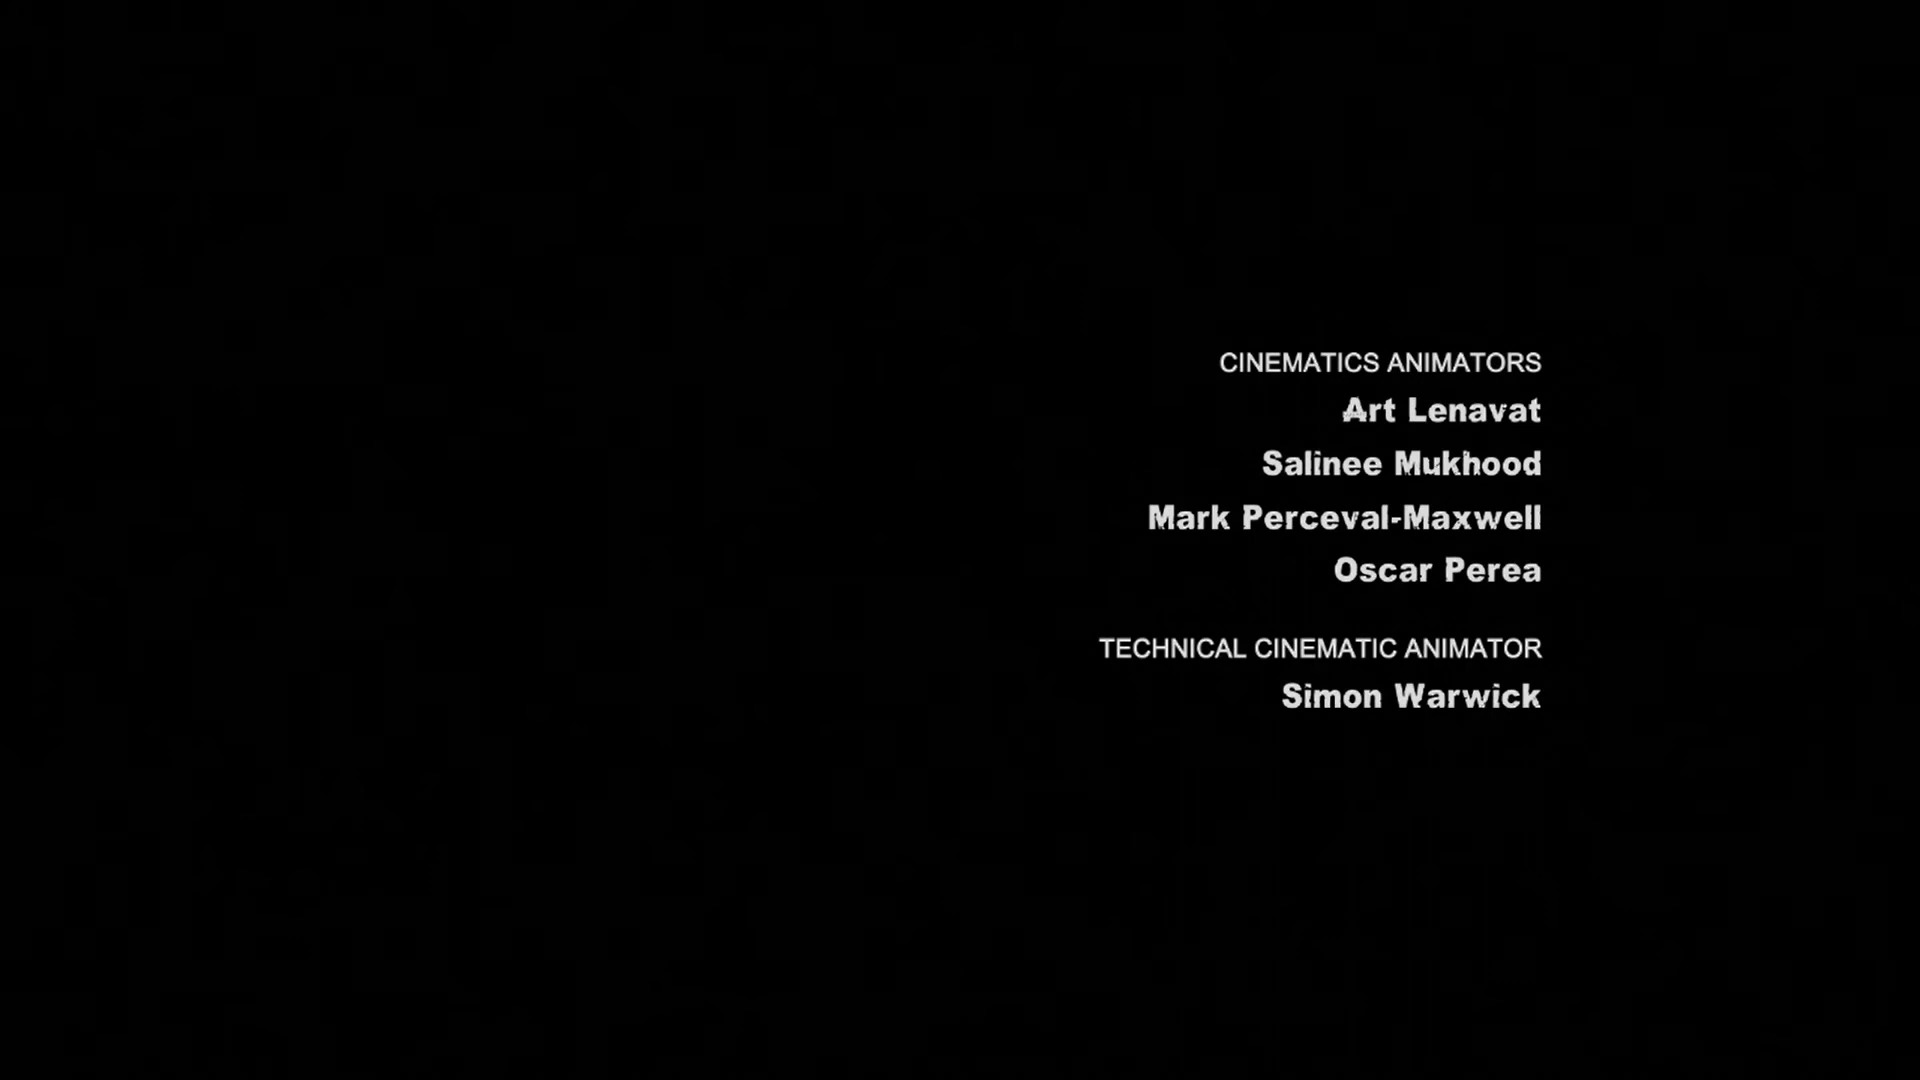 CINEMATICS ANIMATORS
Art Lenavat
Salinee Mukhood
Mark Perceval-Maxwell
Oscar Perea
TECHNICAL CINEMATIC ANIMATOR
Simon Warwick